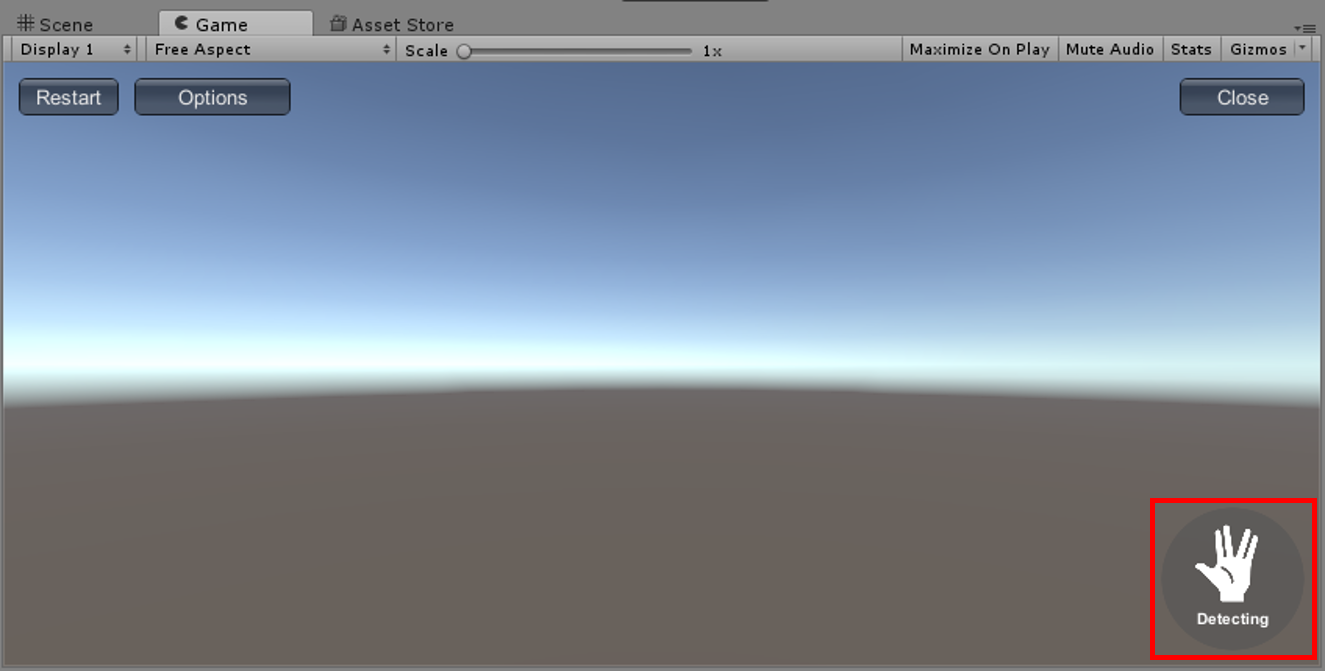 Scene Game Asset Store
Display 1 Free Aspect Scale 1x Maximize On Play Mute Audio Stats Gizmos
Restart Options Close
Detecting